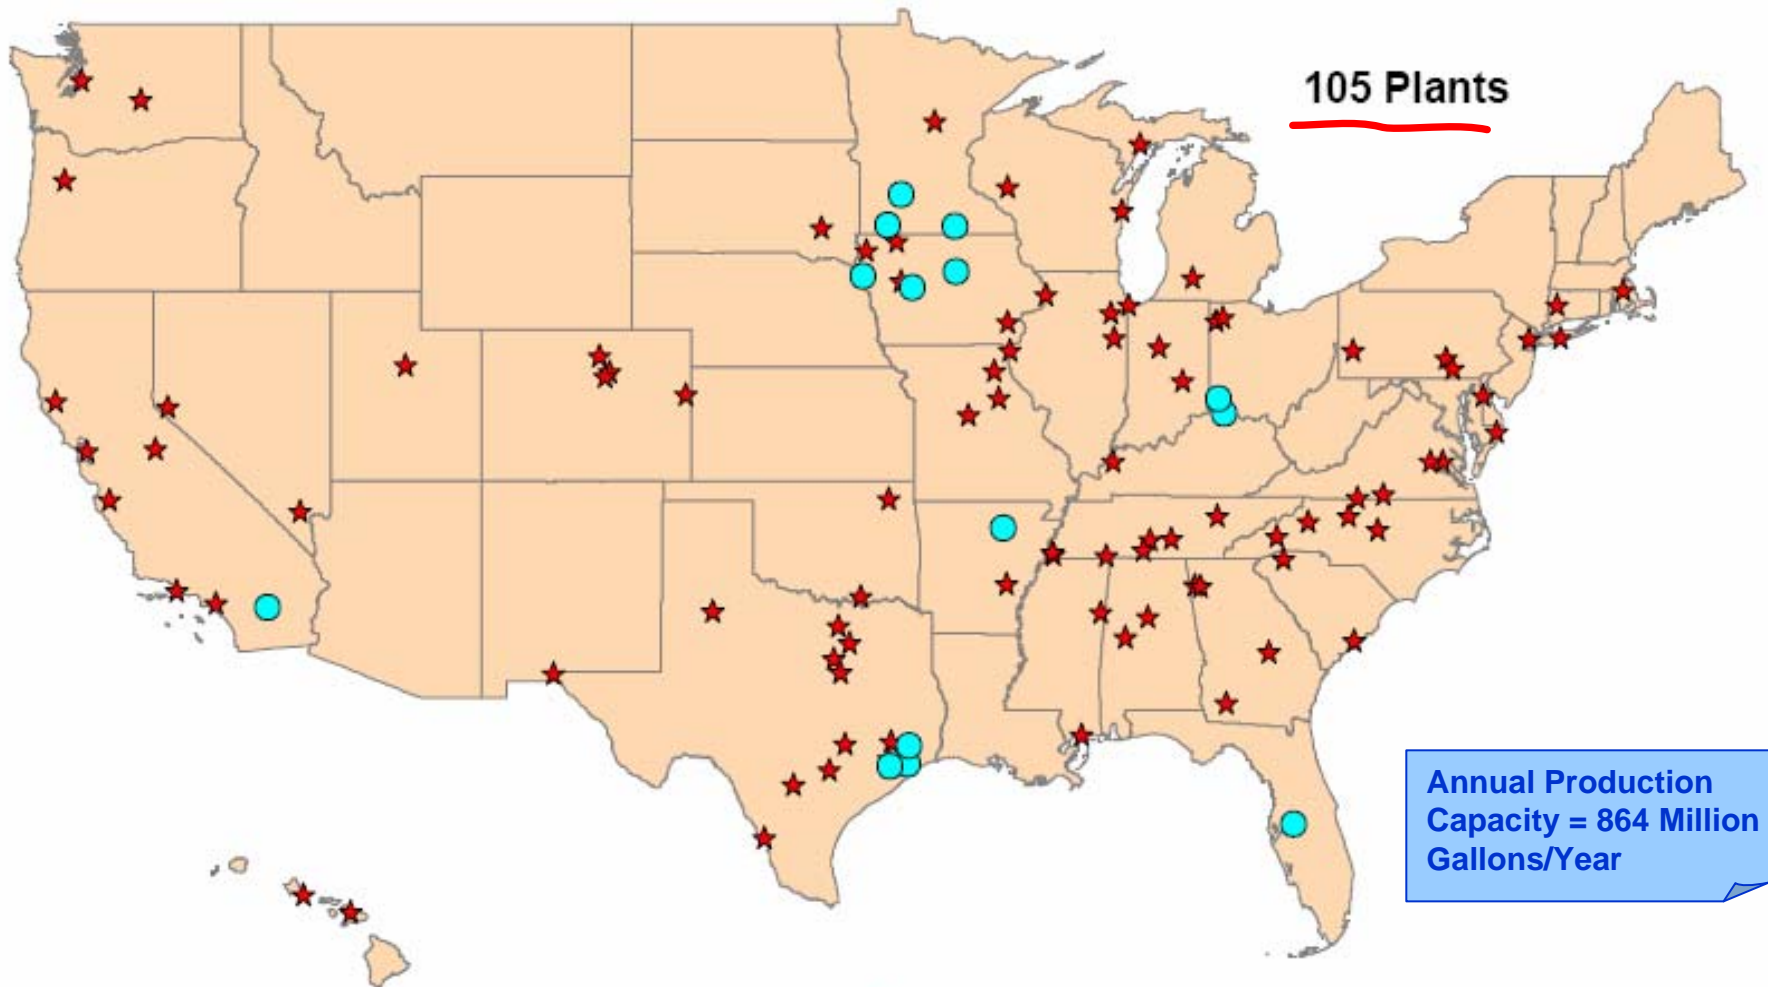 105 Plants
Annual Production
Capacity = 864 Million
Gallons/Year